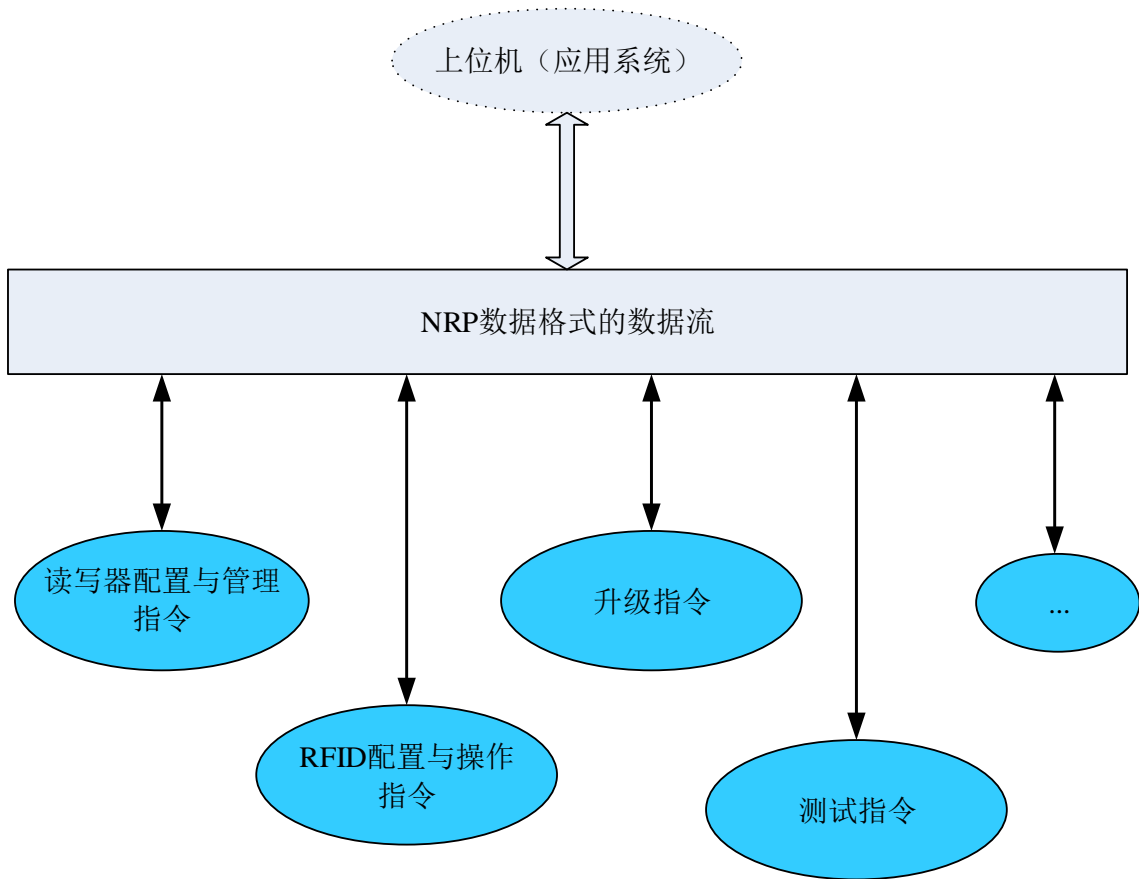 上位机（应用系统）
NRP数据格式的数据流
读写器配置与管理
指令
升级指令
...
RFID配置与操作
指令
测试指令